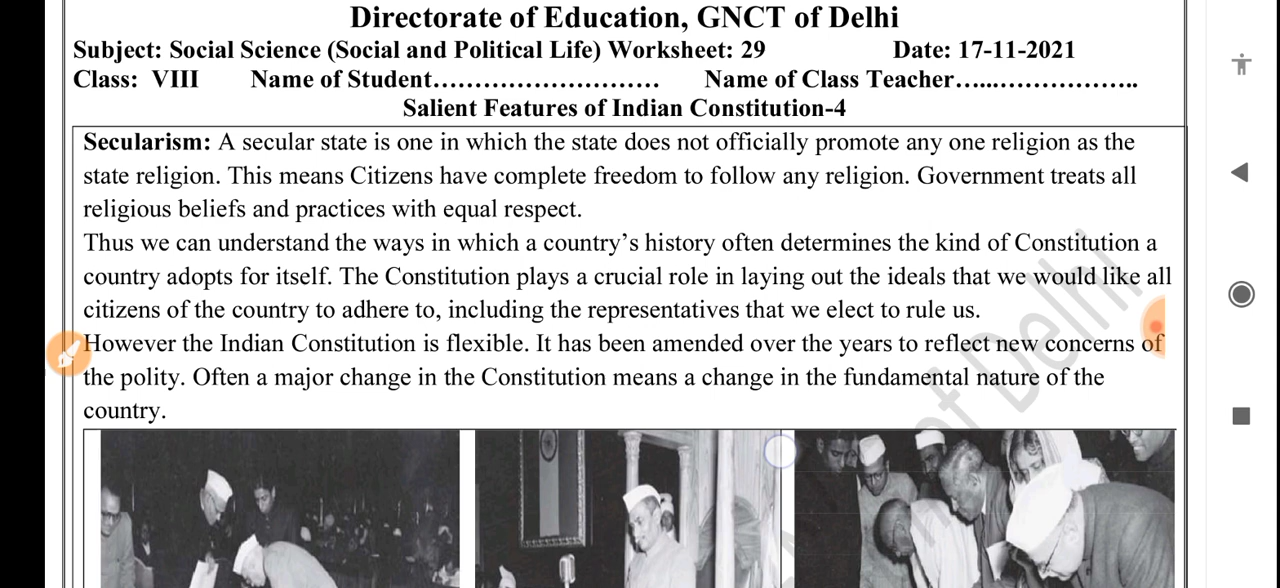 Directorate of Education, GNCT of Delhi
Subject: Social Science (Social and Political Life) Worksheet: 29 Date: 17-11-2021
Class: VIII Name of Student………………………. Name of Class Teacher…..……………..
Salient Features of Indian Constitution-4
Secularism: A secular state is one in which the state does not officially promote any one religion as the
state religion. This means Citizens have complete freedom to follow any religion. Government treats all
religious beliefs and practices with equal respect.
Thus we can understand the ways in which a country’s history often determines the kind of Constitution a
country adopts for itself. The Constitution plays a crucial role in laying out the ideals that we would like all
citizens of the country to adhere to, including the representatives that we elect to rule us.
However the Indian Constitution is flexible. It has been amended over the years to reflect new concerns of
the polity. Often a major change in the Constitution means a change in the fundamental nature of the
country.
of Delhi